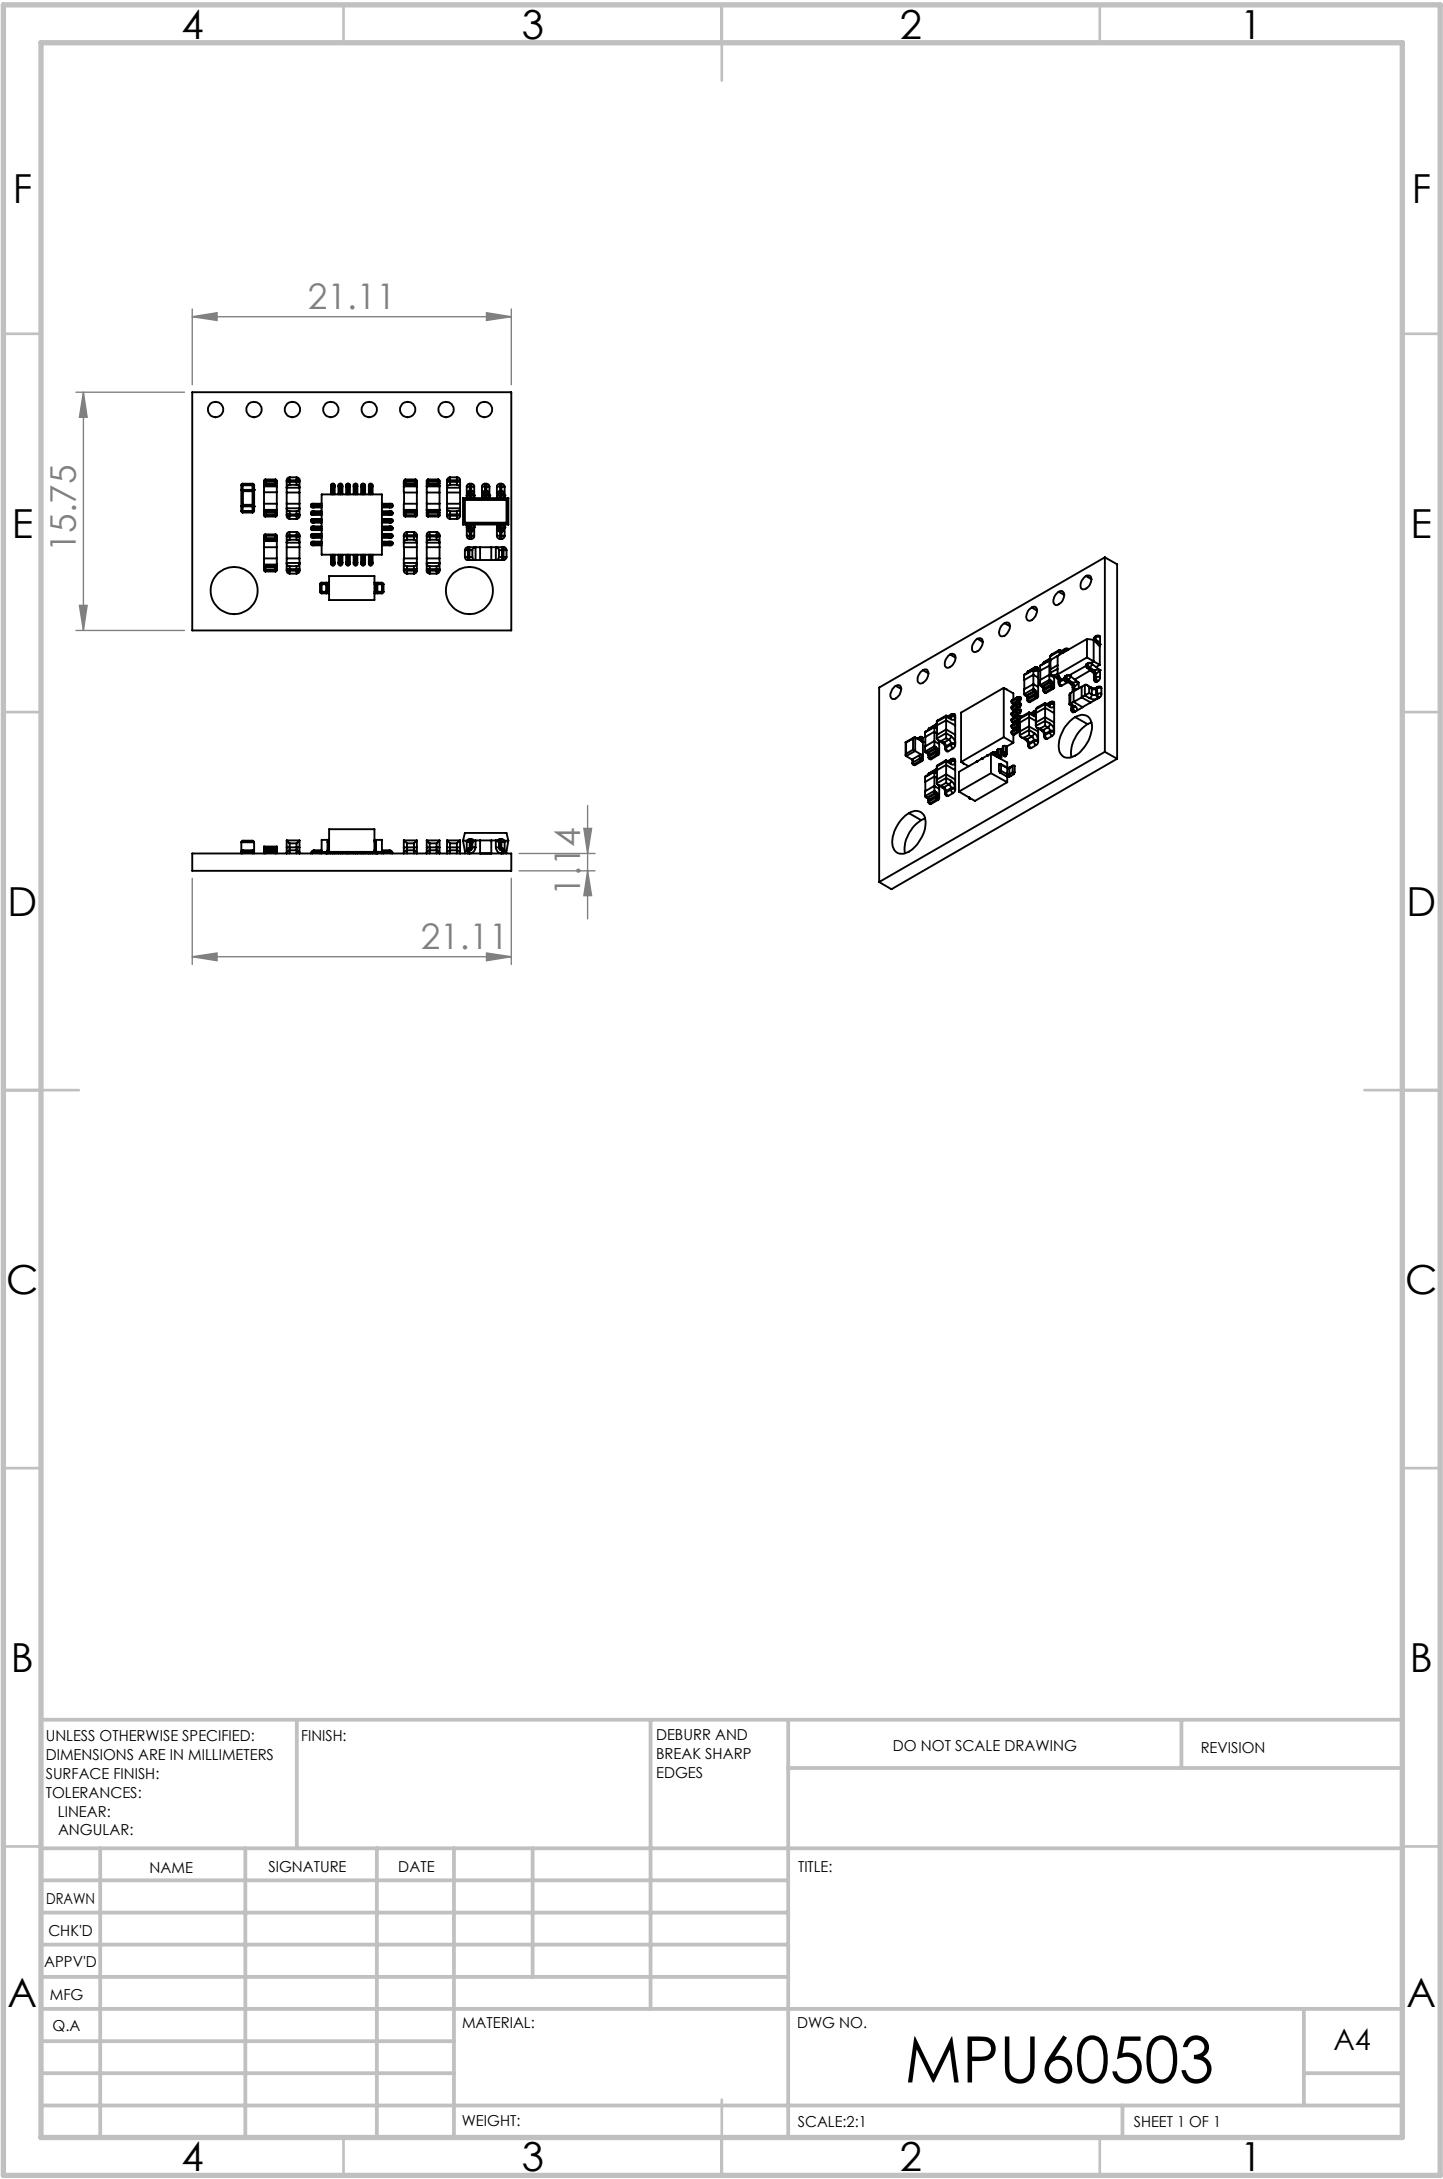 4 3 2 1
F F
21.11
15.75
E E
1.14
D D
21.11
C C
B B
UNLESS OTHERWISE SPECIFIED:
DIMENSIONS ARE IN MILLIMETERS
SURFACE FINISH:
TOLERANCES:
LINEAR:
ANGULAR:
FINISH:
DEBURR AND
BREAK SHARP
EDGES
DO NOT SCALE DRAWING
REVISION
NAME SIGNATURE DATE
TITLE:
DRAWN
CHK'D
APPV'D
A A
MFG
Q.A
MATERIAL:
DWG NO.
MPU60503
A4
WEIGHT:
SCALE:2:1
SHEET 1 OF 1
4 3 2 1